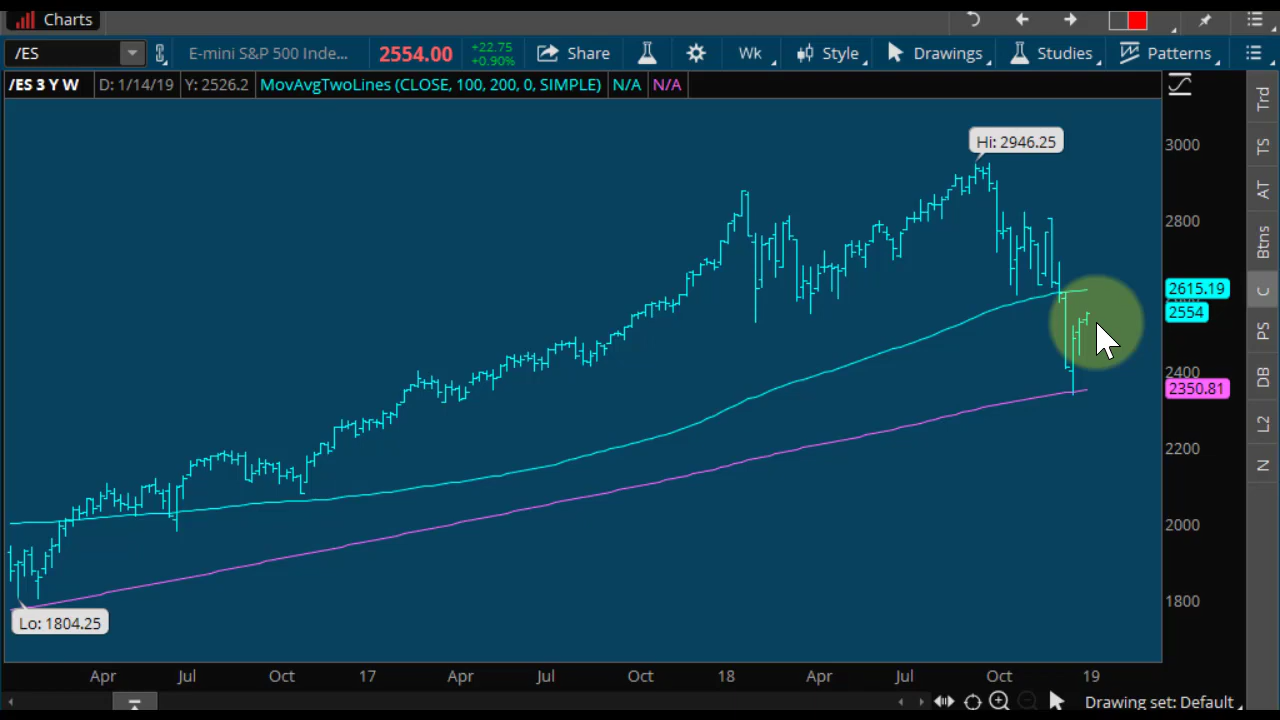 Charts
/ES E-mini S&P 500 Inde... 2554.00 +22.75 +0.90% Share Wk Style Drawings Studies Patterns
/ES 3 Y W D: 1/14/19 Y: 2526.2 MovAvgTwoLines (CLOSE, 100, 200, 0, SIMPLE) N/A N/A
Trd
TS
AT
Btns
C
PS
DB
L2
N
Hi: 2946.25
3000
2800
2615.19
2554
2400
2350.81
2200
2000
1800
Lo: 1804.25
Apr Jul Oct 17 Apr Jul Oct 18 Apr Jul Oct 19
Drawing set: Default